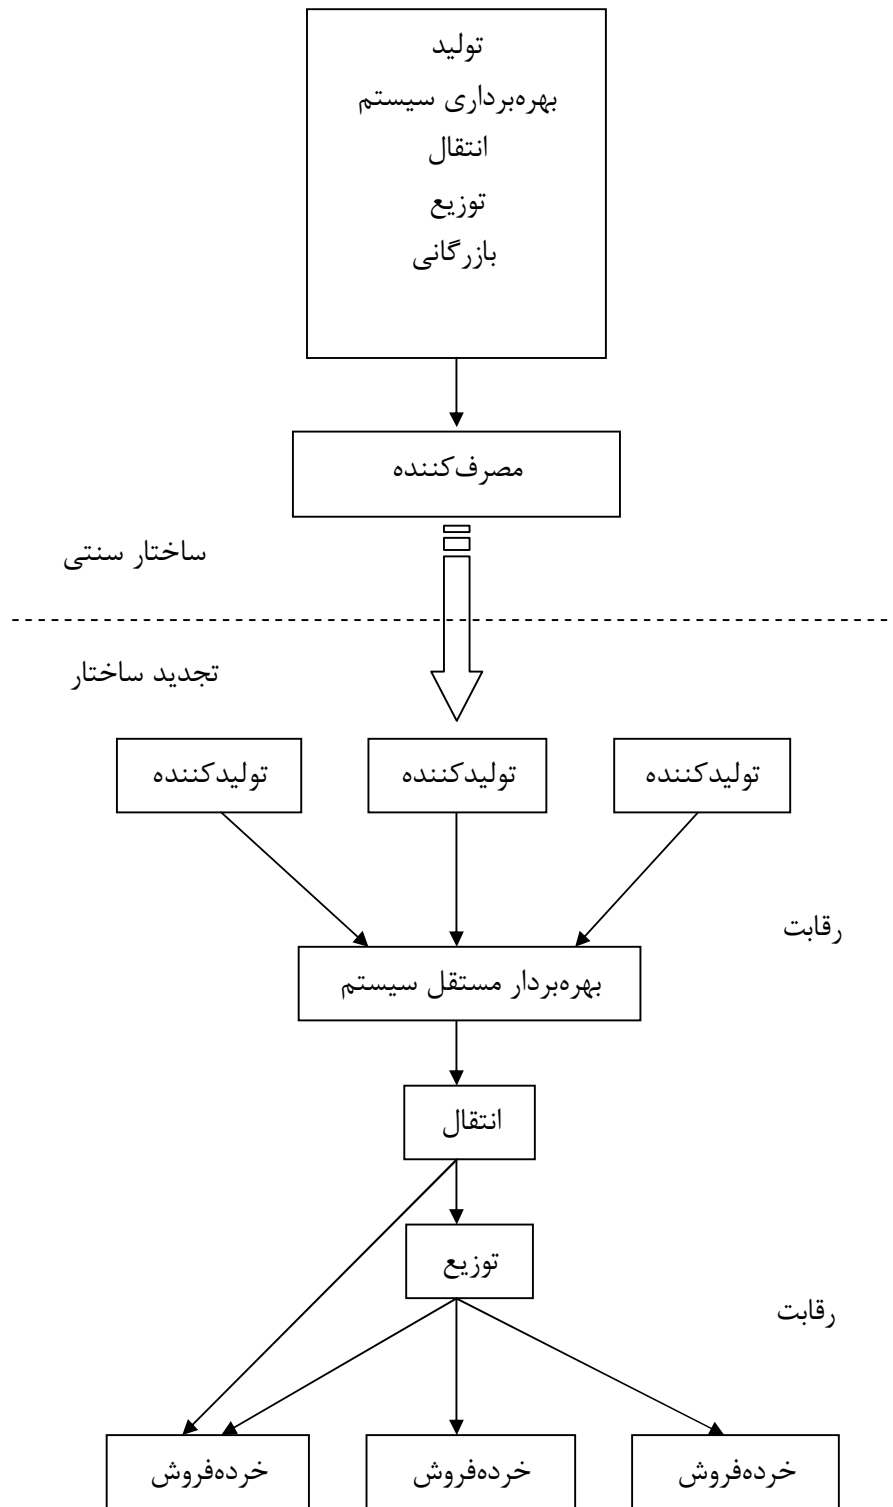 تولید
بهره‌برداری سیستم
انتقال
توزیع
بازرگانی
مصرف‌کننده
ساختار سنتی
تجدید ساختار
تولیدکننده
تولیدکننده
تولیدکننده
رقابت
بهره‌بردار مستقل سیستم
انتقال
توزیع
رقابت
خرده‌فروش
خرده‌فروش
خرده‌فروش